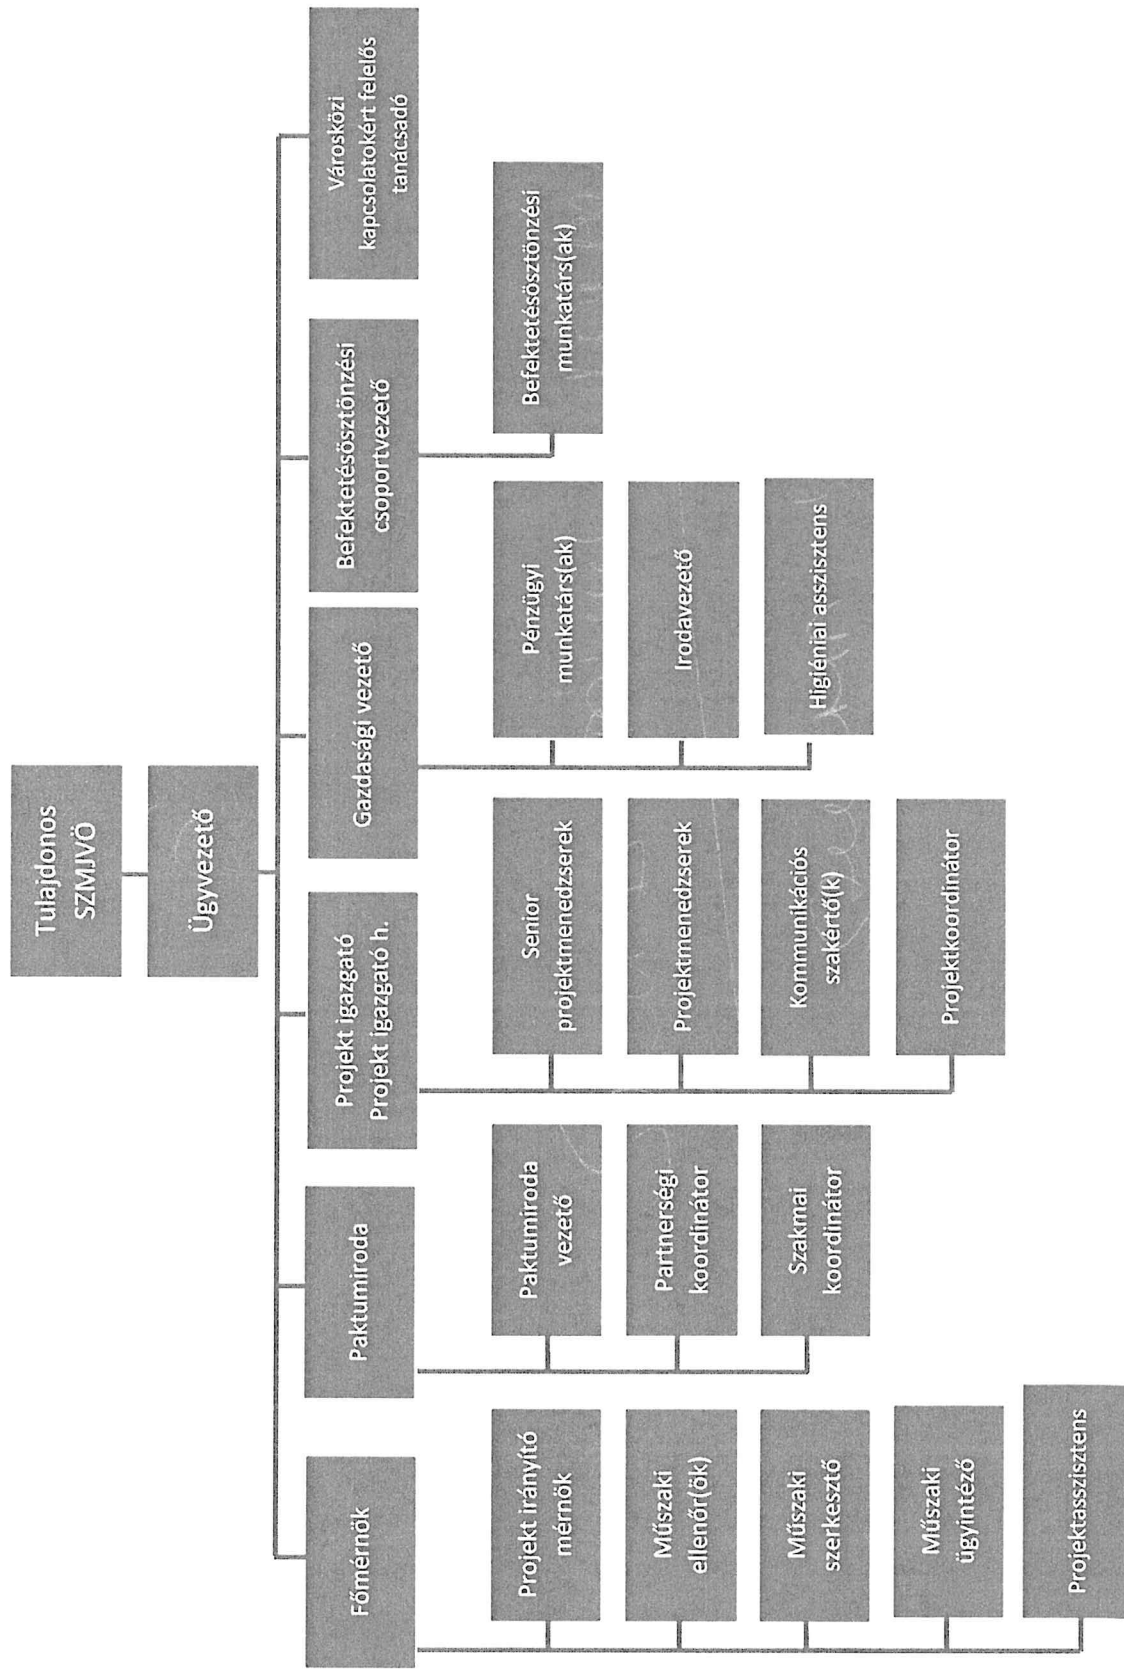 Tulajdonos
SZMJVÖ
Ügyvezető
Főmérnök
Projekt irányító
mérnök
Műszaki
ellenőr(ök)
Műszaki
szerkesztő
Műszaki
ügyintéző
Projektasszisztens
Paktumiroda
Paktumiroda
vezető
Partnerségi
koordinátor
Szakmai
koordinátor
Projekt igazgató
Projekt igazgató h.
Senior
projektmenedzserek
Projektmenedzserek
Kommunikációs
szakértő(k)
Projektkoordinátor
Gazdasági vezető
Pénzügyi
munkatárs(ak)
Irodavezető
Higiéniai asszisztens
Befektetésösztönzési
csoportvezető
Befektetésösztönzési
munkatárs(ak)
Városközi
kapcsolatokért felelős
tanácsadó